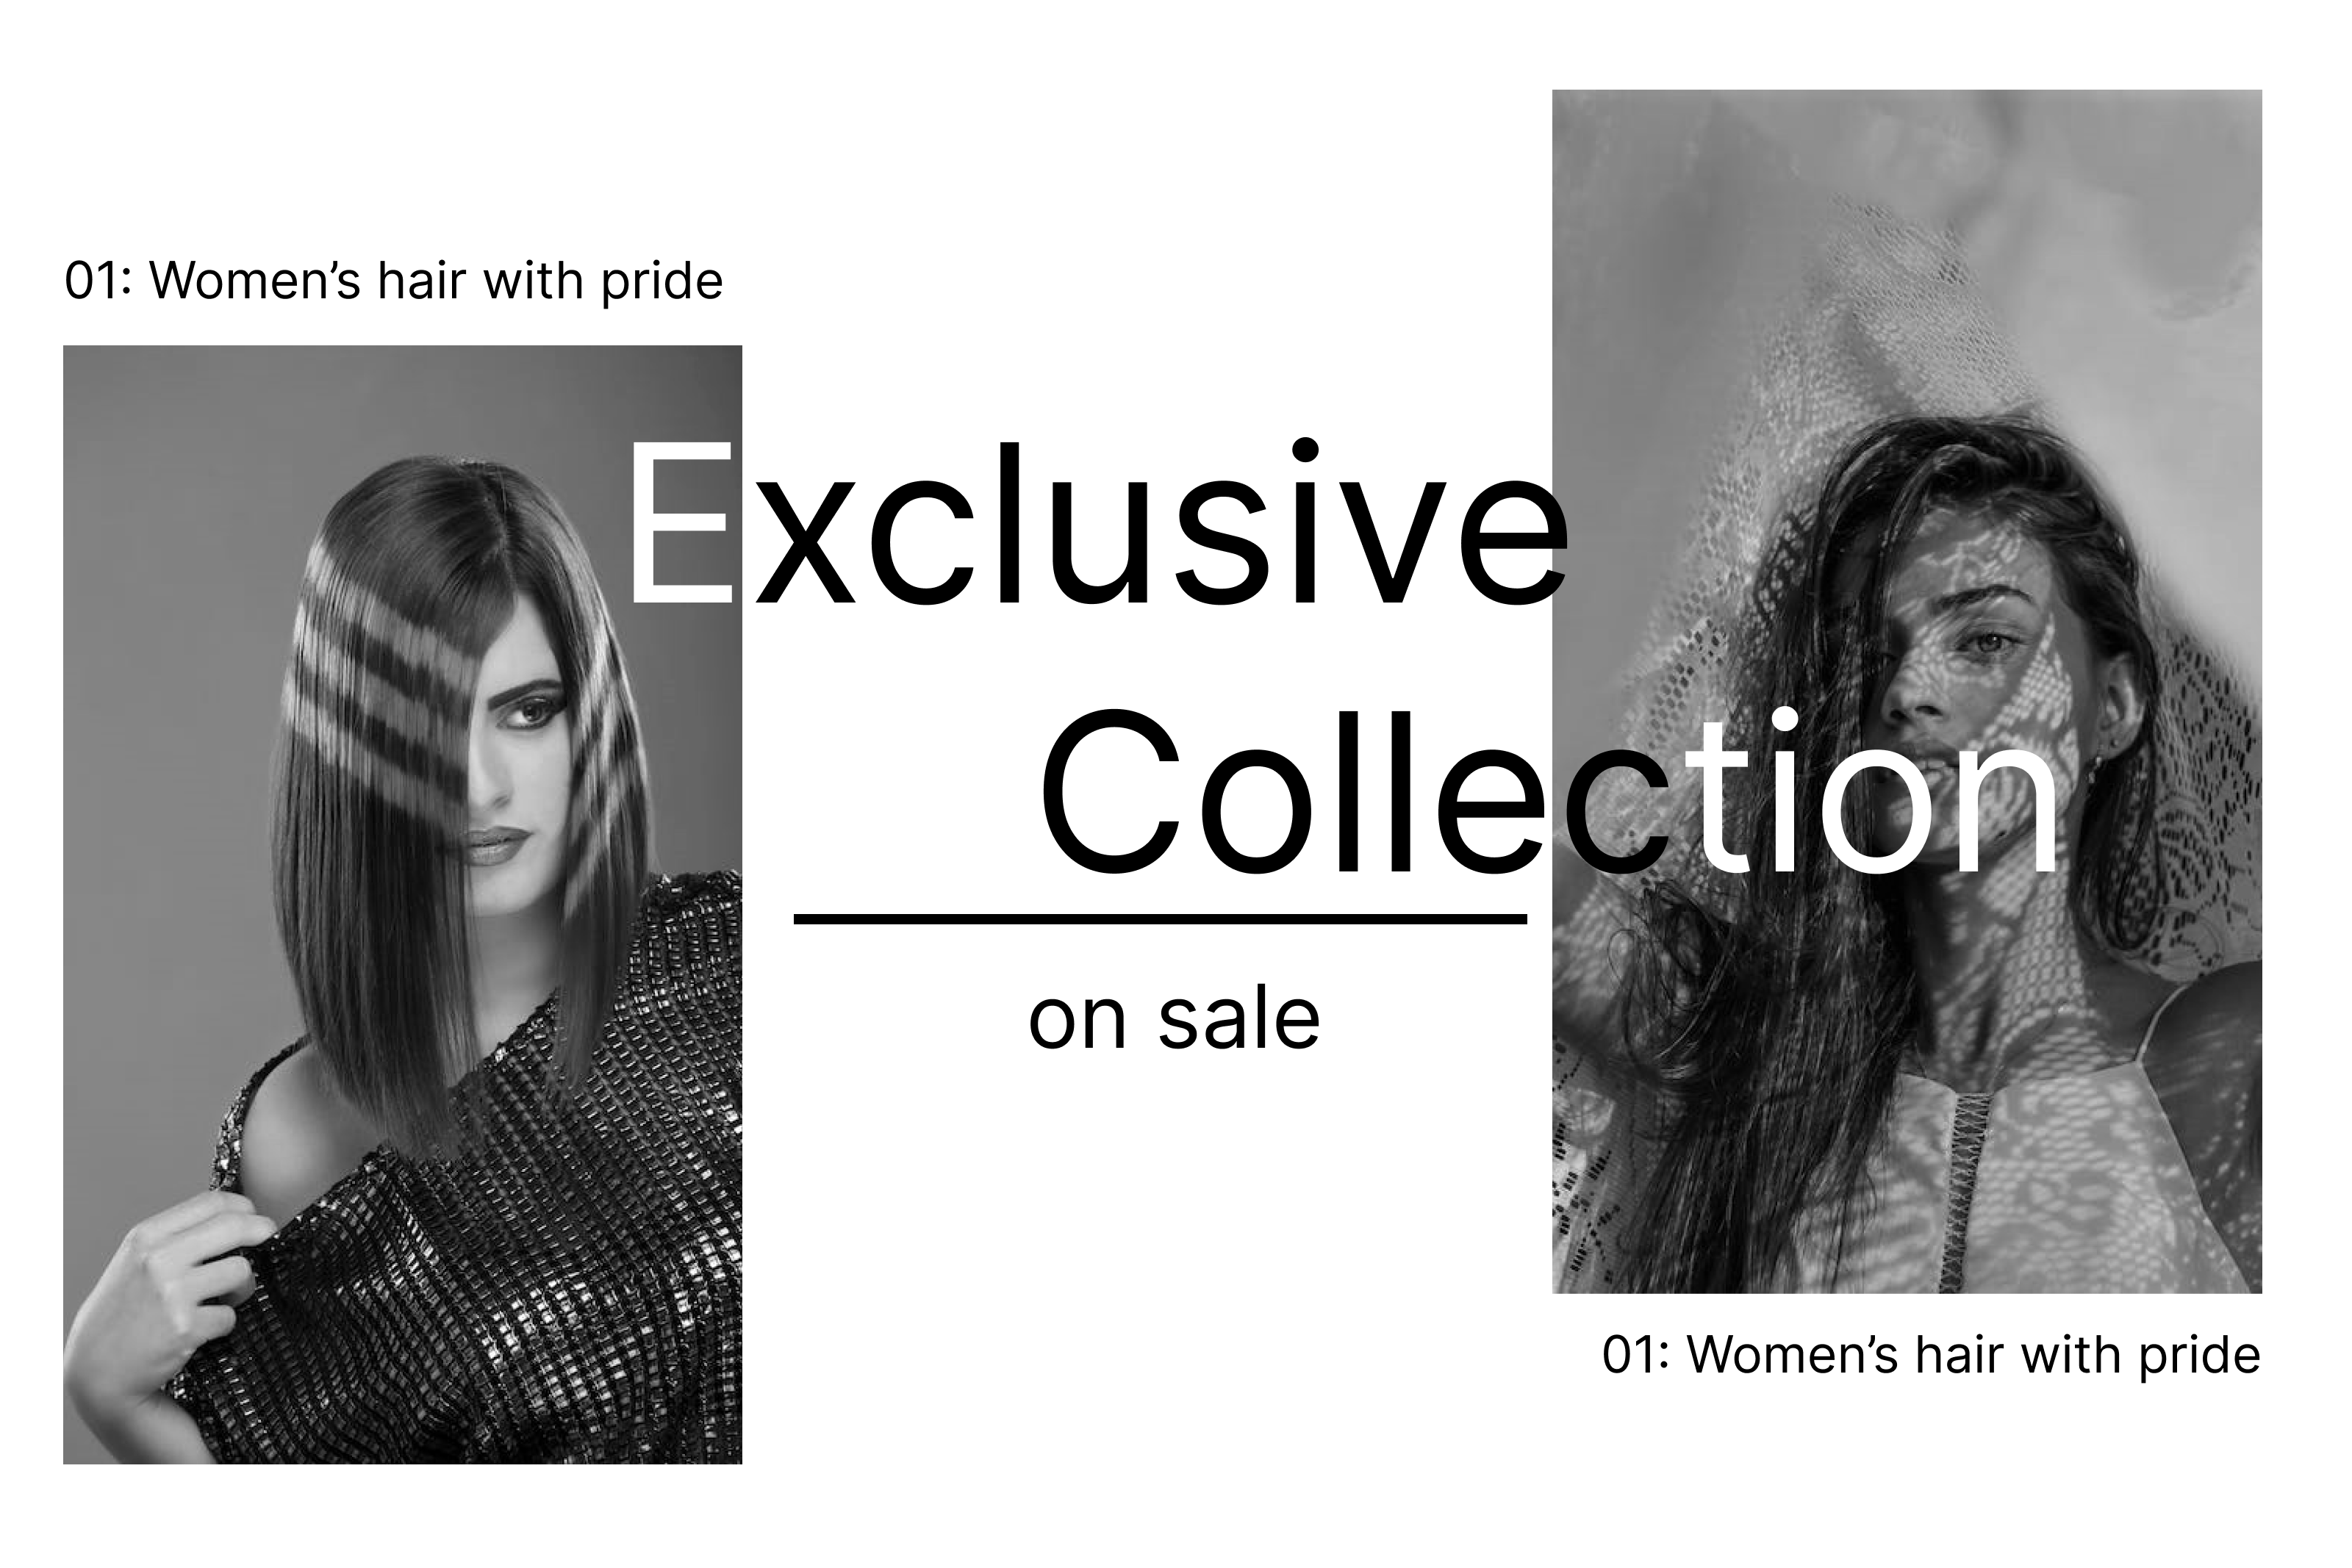 01: Women’s hair with pride
Exclusive
Collection
on sale
01: Women’s hair with pride